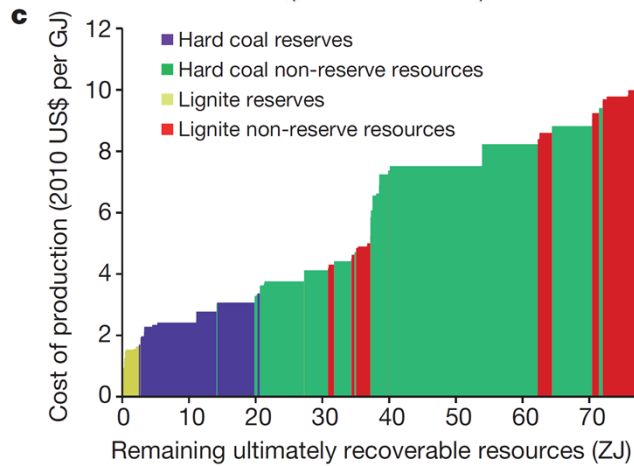 c
12
10
8
6
4
2
0
Cost of production (2010 US$ per GJ)
Hard coal reserves
Hard coal non-reserve resources
Lignite reserves
Lignite non-reserve resources
0 10 20 30 40 50 60 70
Remaining ultimately recoverable resources (ZJ)